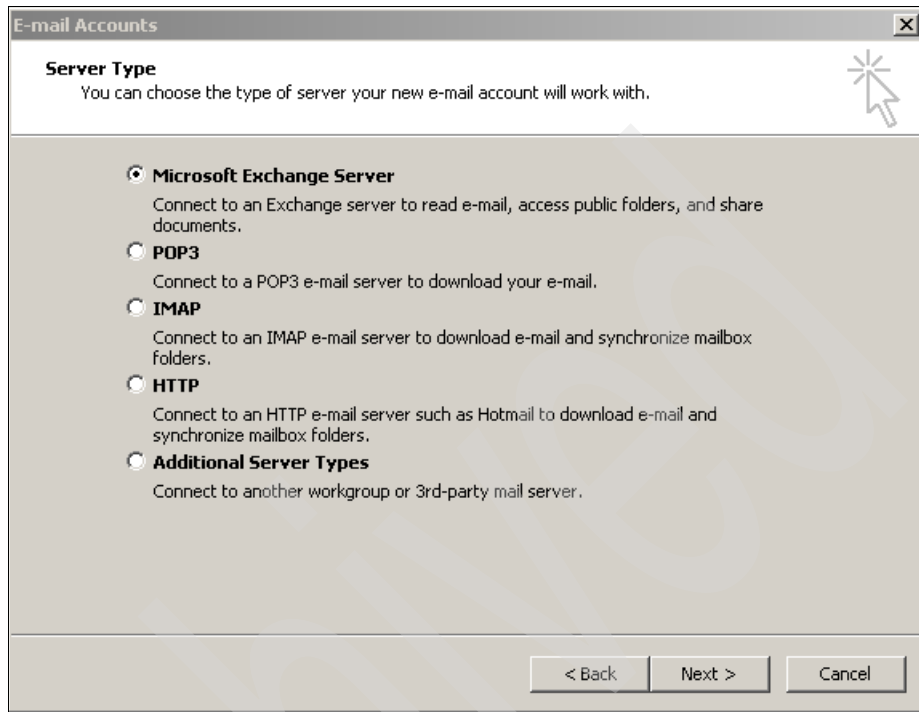 E-mail Accounts
Server Type
You can choose the type of server your new e-mail account will work with.
Microsoft Exchange Server
Connect to an Exchange server to read e-mail, access public folders, and share
documents.
POP3
Connect to a POP3 e-mail server to download your e-mail.
IMAP
Connect to an IMAP e-mail server to download e-mail and synchronize mailbox
folders.
HTTP
Connect to an HTTP e-mail server such as Hotmail to download e-mail and
synchronize mailbox folders.
Additional Server Types
Connect to another workgroup or 3rd-party mail server.
< Back
Next >
Cancel